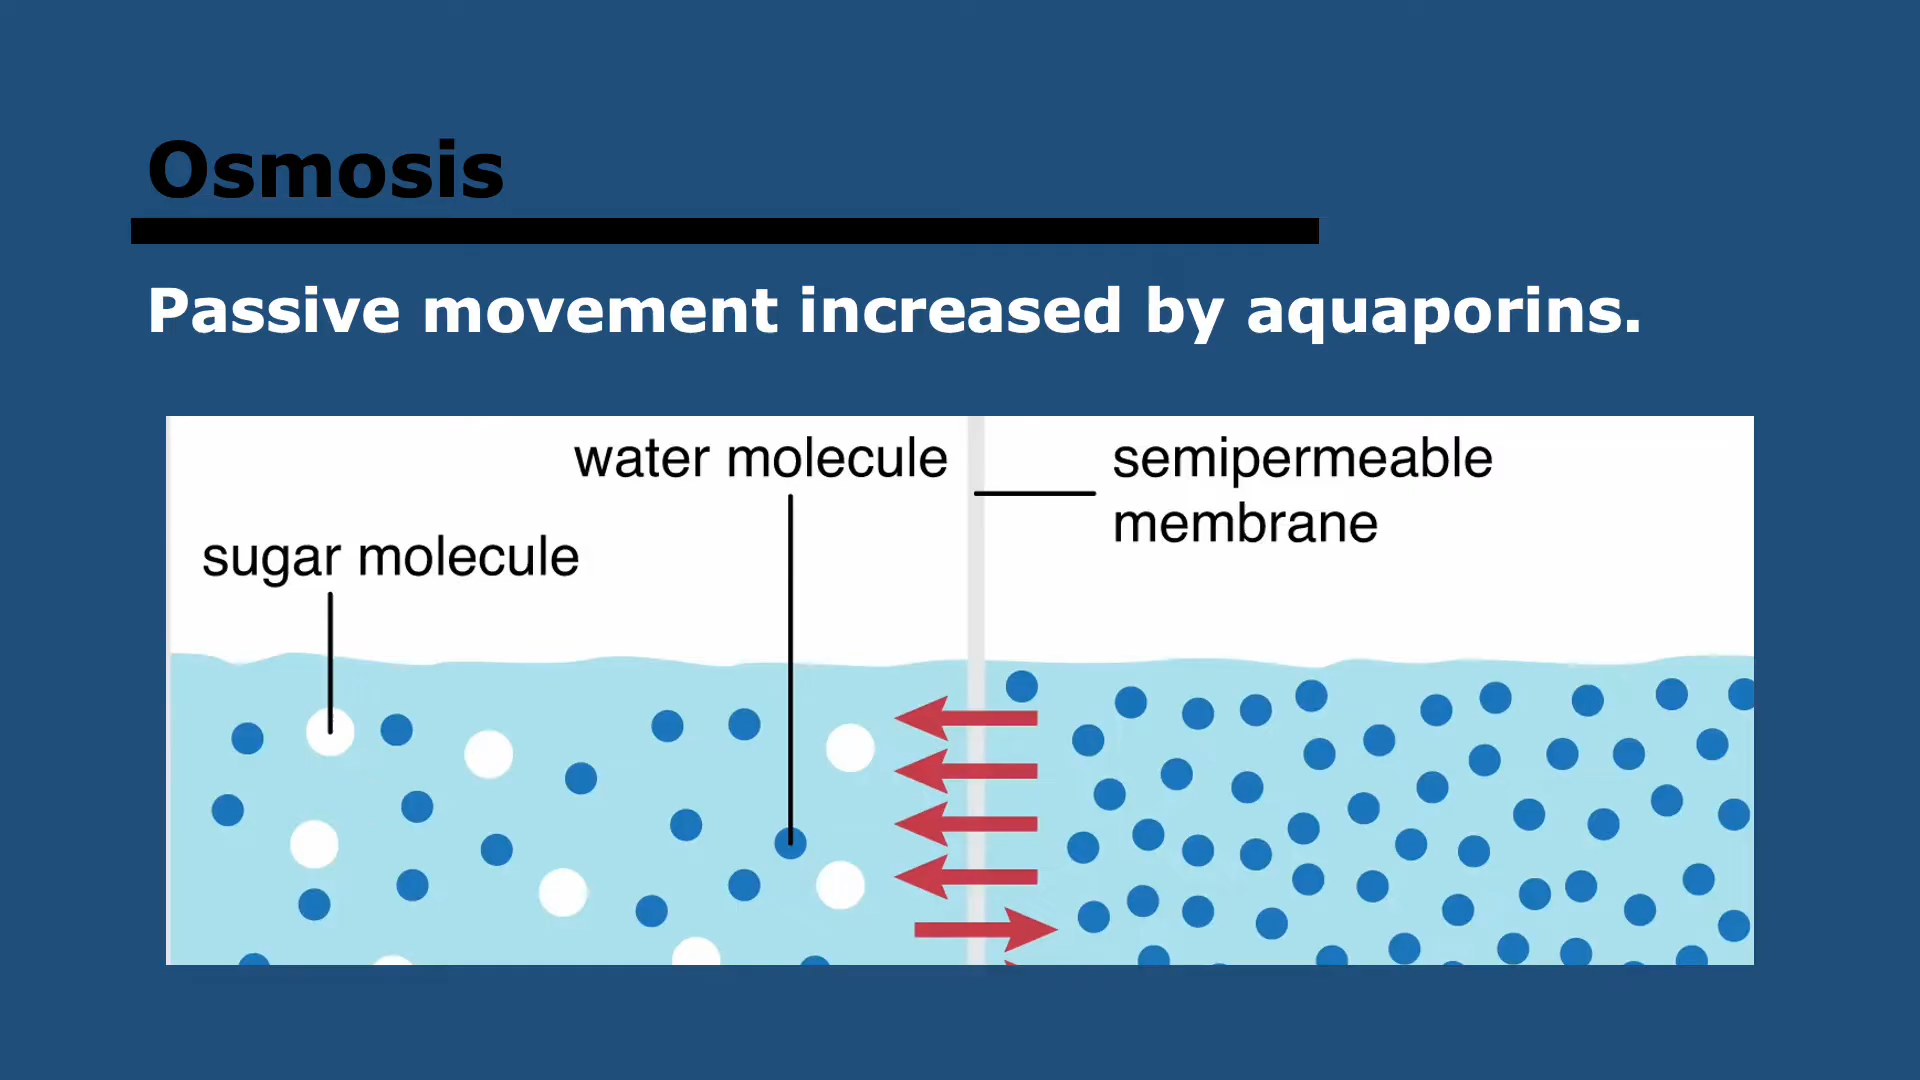 Osmosis
Passive movement increased by aquaporins.
water molecule
semipermeable
membrane
sugar molecule